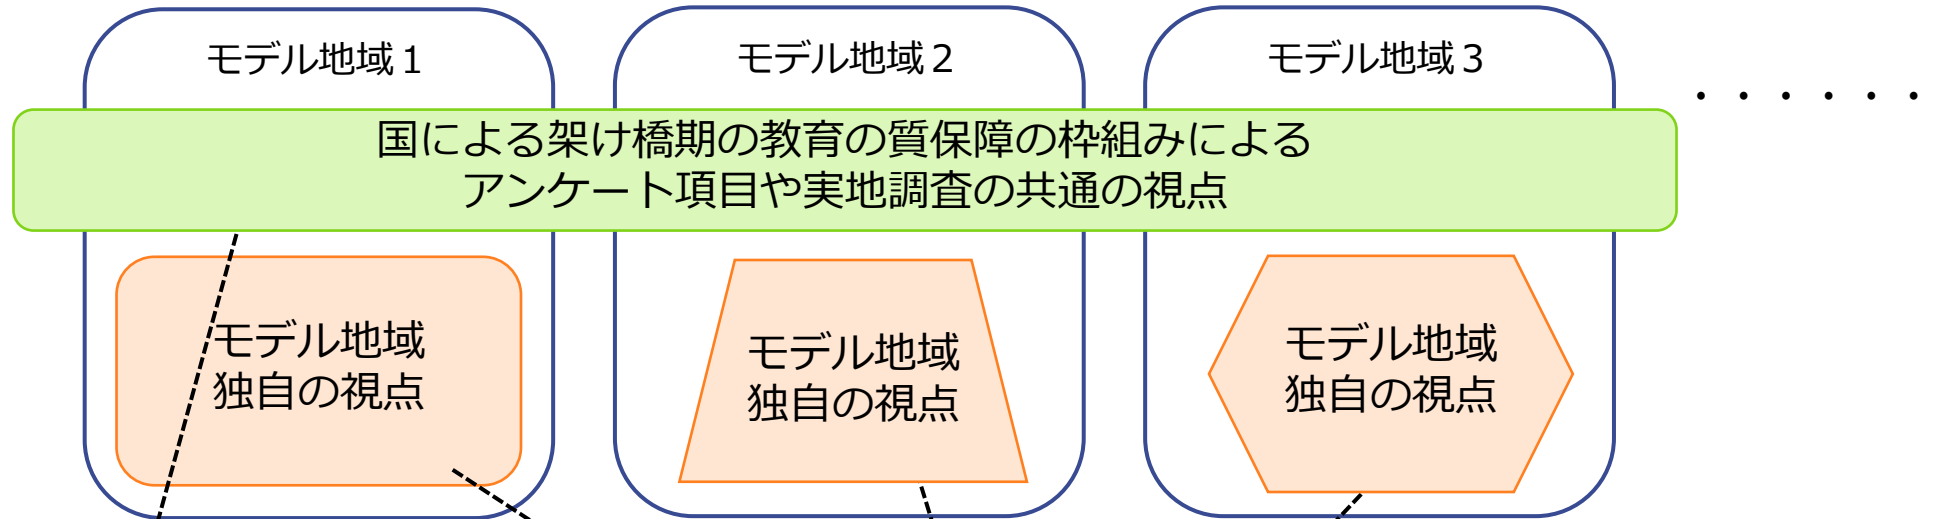 モデル地域1
モデル地域2
モデル地域3
・・・・・・
国による架け橋期の教育の質保障の枠組みによる
アンケート項目や実地調査の共通の視点
モデル地域
独自の視点
モデル地域
独自の視点
モデル地域
独自の視点